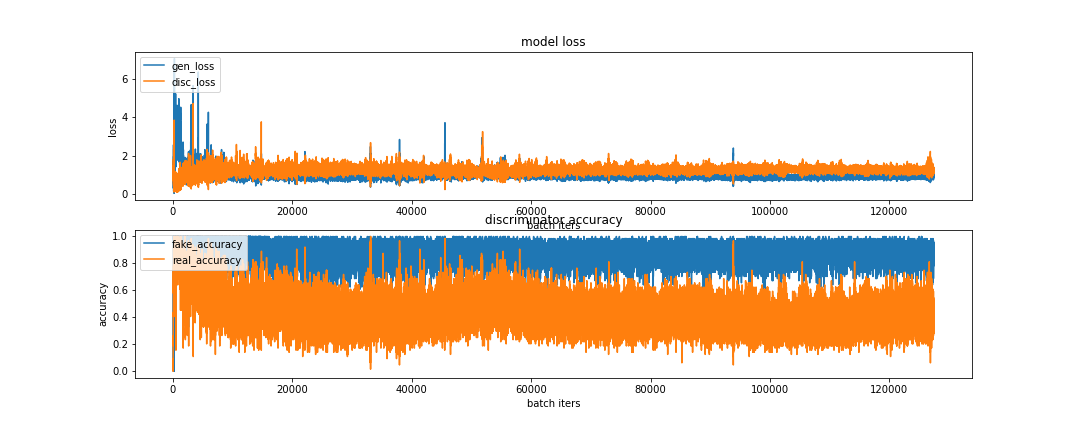 model loss
gen_loss
disc_loss
6
4
2
0
loss
0 20000 40000 60000 80000 100000 120000
batch iters
discriminator accuracy
fake_accuracy
real_accuracy
1.0
0.8
0.6
0.4
0.2
0.0
accuracy
0 20000 40000 60000 80000 100000 120000
batch iters